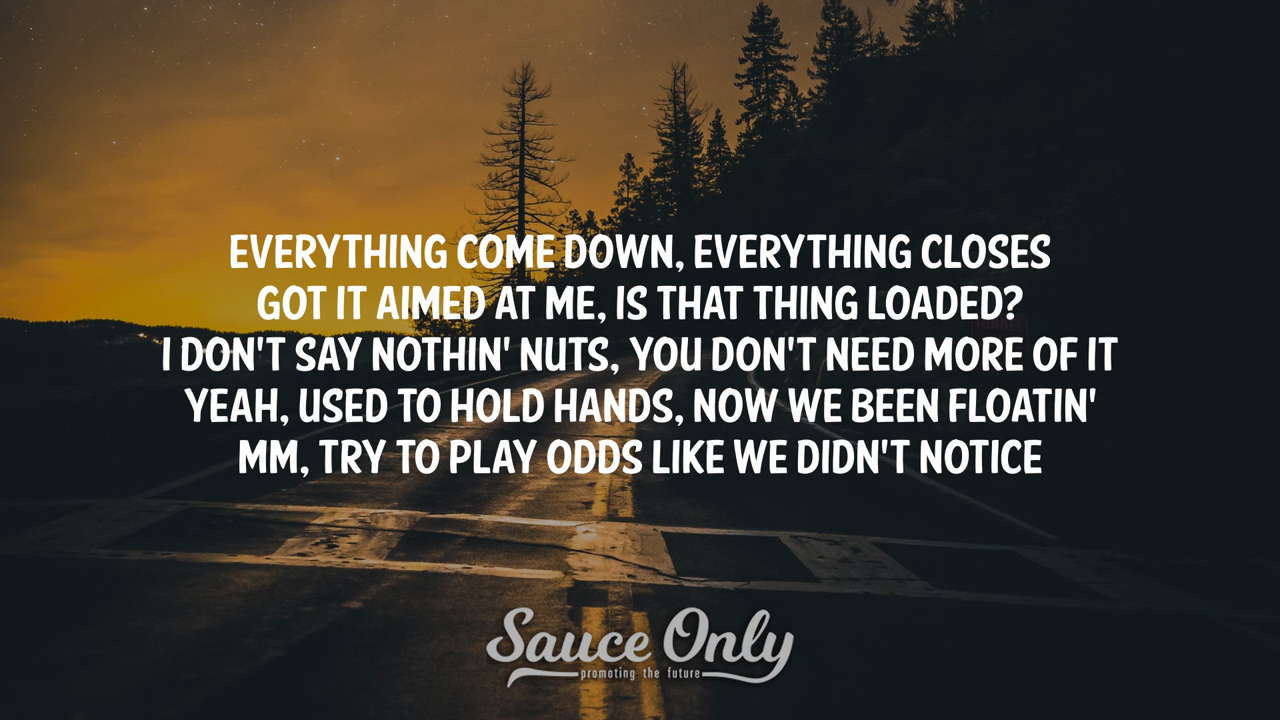 EVERYTHING COME DOWN, EVERYTHING CLOSES
GOT IT AIMED AT ME, IS THAT THING LOADED?
I DON'T SAY NOTHIN' NUTS, YOU DON'T NEED MORE OF IT
YEAH, USED TO HOLD HANDS, NOW WE BEEN FLOATIN'
MM, TRY TO PLAY ODDS LIKE WE DIDN'T NOTICE
Sauce Only
promoting the future